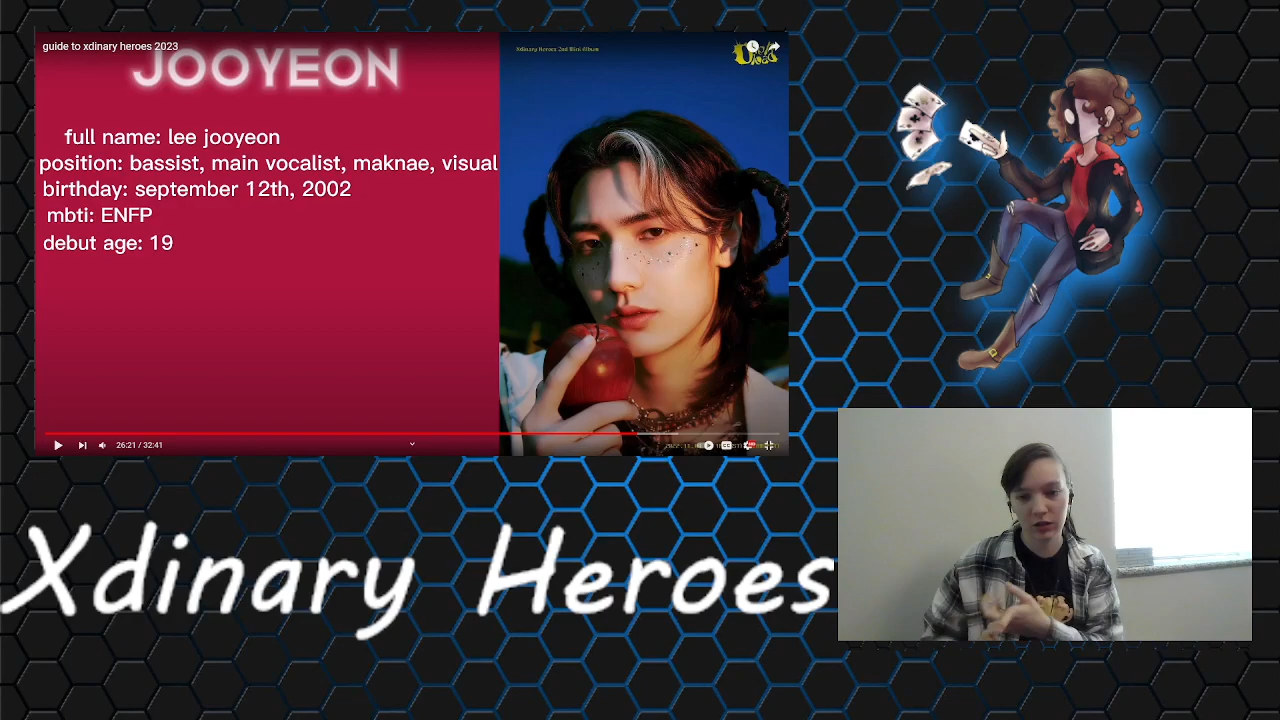 guide to xdinary heroes 2023
JOOYEON
Xdinary Heroes 2nd Mini Album
full name: lee jooyeon
position: bassist, main vocalist, maknae, visual
birthday: september 12th, 2002
mbti: ENFP
debut age: 19
26:21 / 32:41
Xdinary Heroes